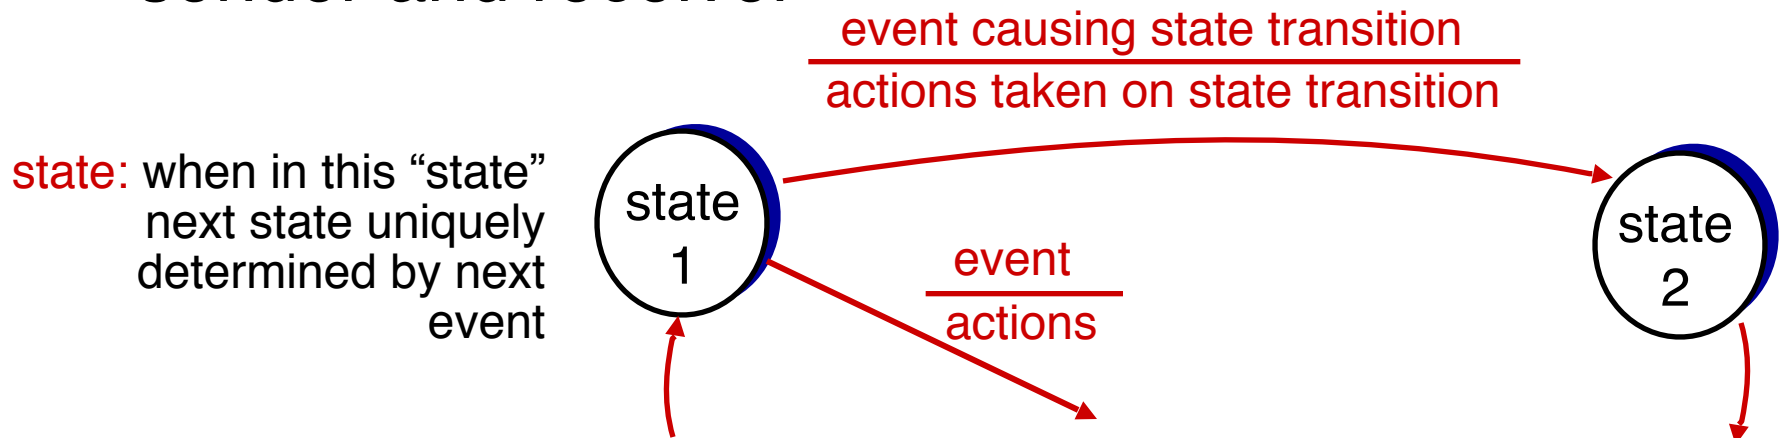 event causing state transition
actions taken on state transition
state: when in this “state”
next state uniquely
determined by next
event
state
1
event
actions
state
2